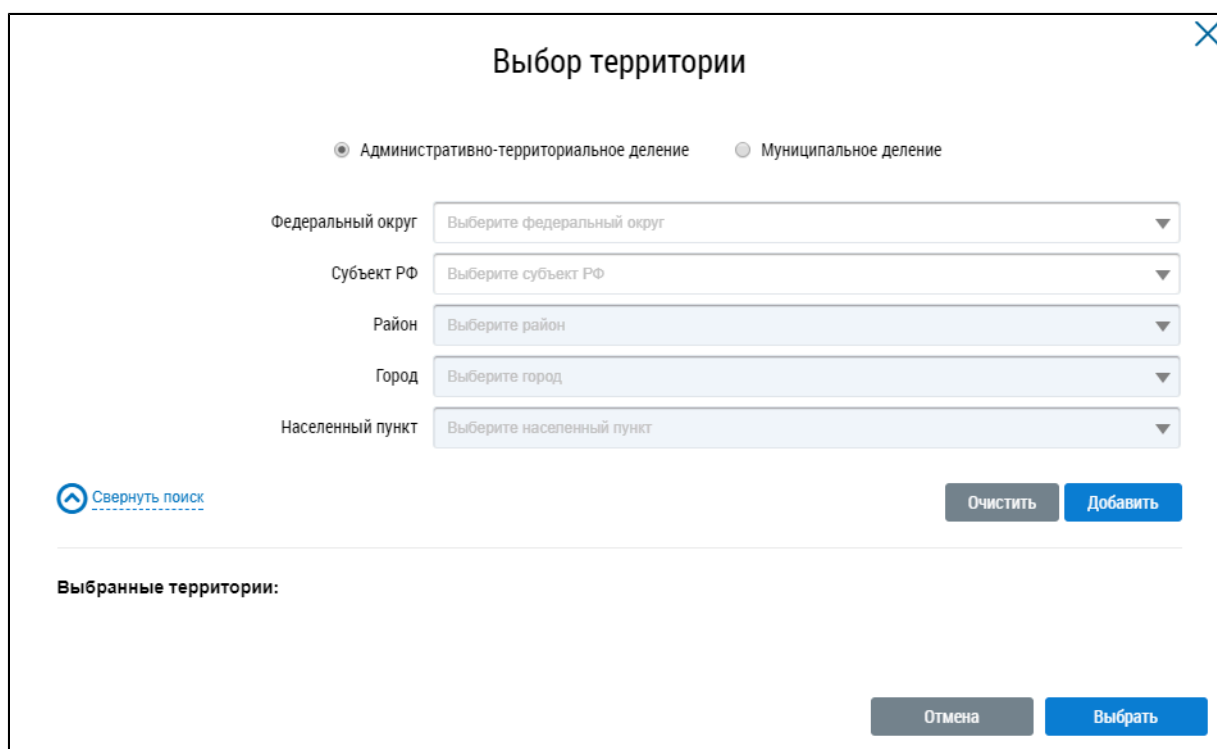 Выбор территории
Административно-территориальное деление Муниципальное деление
Федеральный округ Выберите федеральный округ
Субъект РФ Выберите субъект РФ
Район Выберите район
Город Выберите город
Населенный пункт Выберите населенный пункт
Свернуть поиск Очистить Добавить
Выбранные территории:
Отмена Выбрать